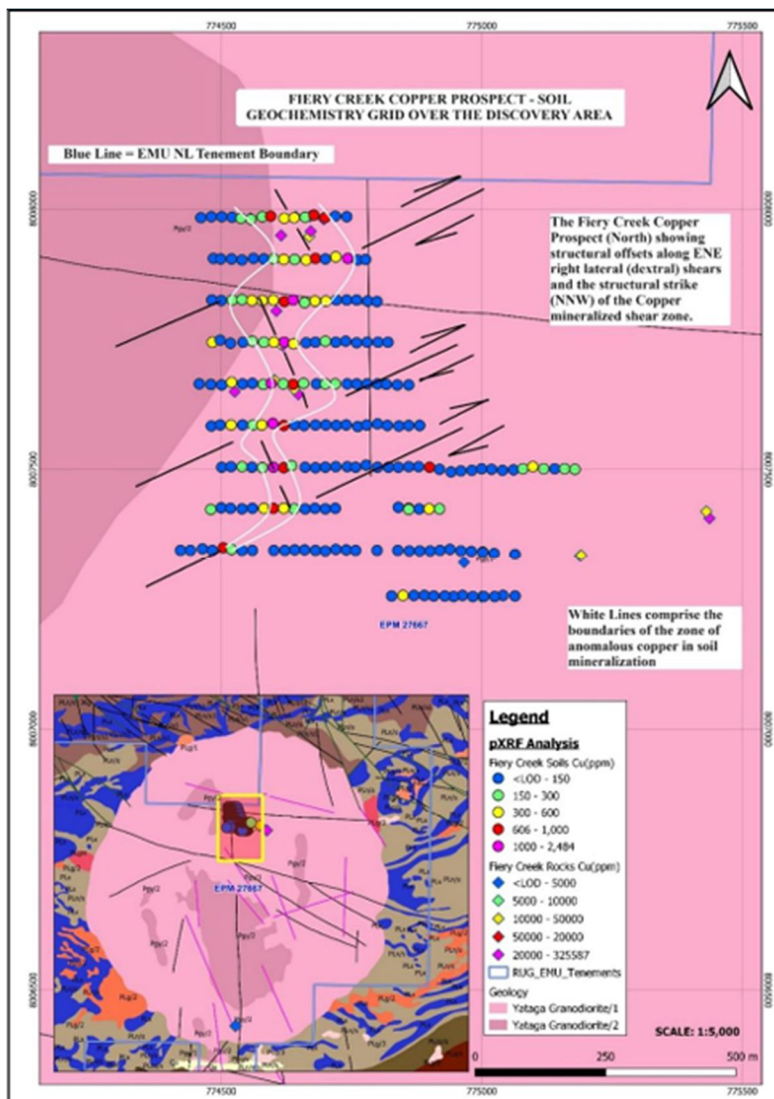 774500
775000
775500
FIERY CREEK COPPER PROSPECT - SOIL
GEOCHEMISTRY GRID OVER THE DISCOVERY AREA
Blue Line = EMU NL Tenement Boundary
8008000
8008000
Pgy/2
The Fiery Creek Copper
Prospect (North) showing
structural offsets along ENE
right lateral (dextral) shears
and the structural strike
(NNW) of the Copper
mineralized shear zone.
8007500
8007500
EPM 27667
White Lines comprise the
boundaries of the zone of
anomalous copper in soil
mineralization
8007000
8007000
EPM 27667
Legend
pXRF Analysis
Fiery Creek Soils Cu(ppm)
<LOD - 150
150 - 300
300 - 600
606 - 1,000
1000 - 2,484
Fiery Creek Rocks Cu(ppm)
<LOD - 5000
5000 - 10000
10000 - 50000
50000 - 20000
20000 - 325587
RUG_EMU_Tenements
Geology
Yataga Granodiorite/1
Yataga Granodiorite/2
8006500
8006500
SCALE: 1:5,000
0
250
500 m
774500
775000
775500